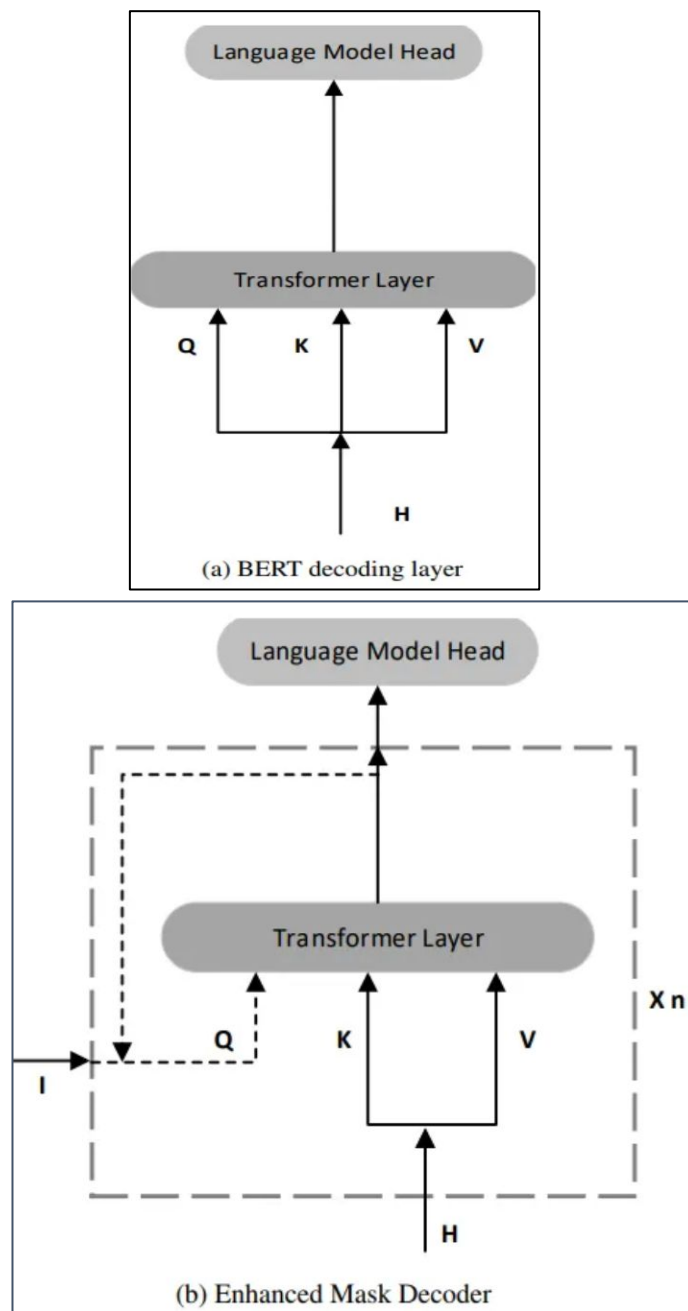 Language Model Head
Transformer Layer
Q K V
H
(a) BERT decoding layer
Language Model Head
Transformer Layer
X n
Q K V
I
H
(b) Enhanced Mask Decoder